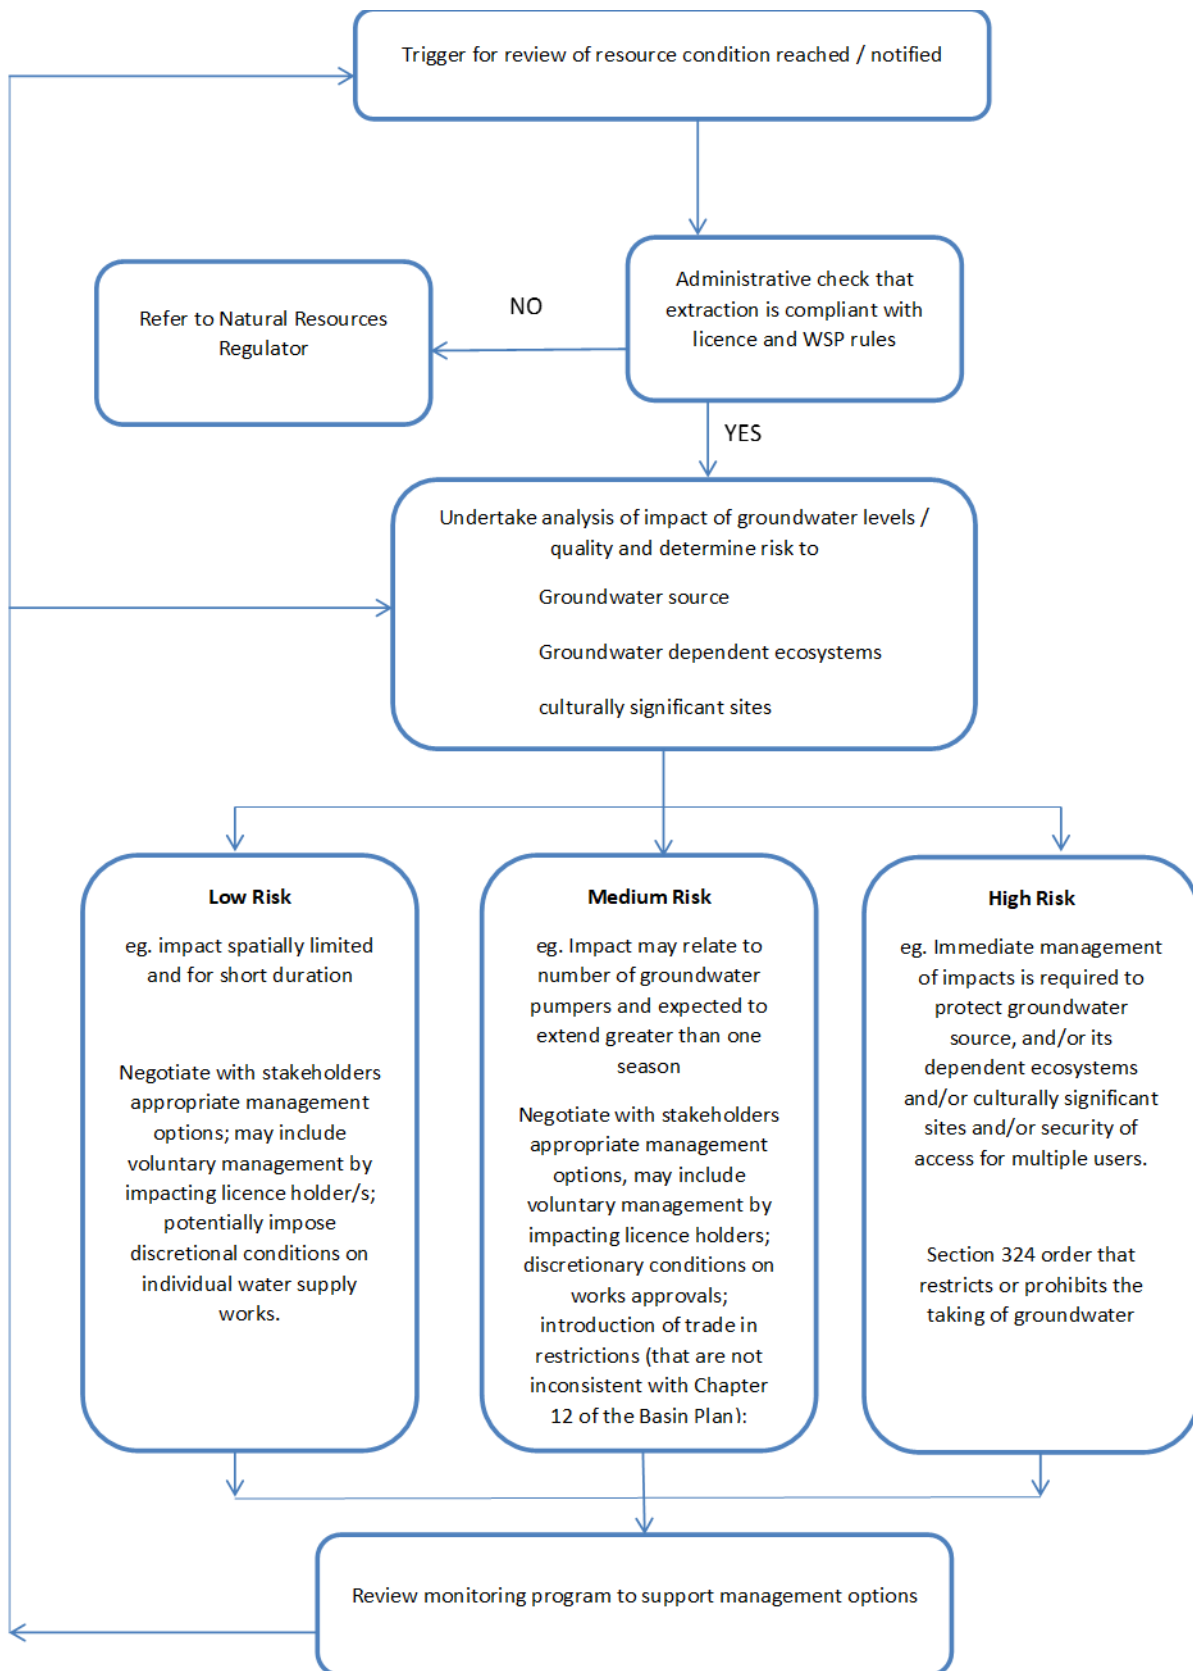 Trigger for review of resource condition reached / notified
Administrative check that
extraction is compliant with
licence and WSP rules
NO
Refer to Natural Resources
Regulator
YES
Undertake analysis of impact of groundwater levels /
quality and determine risk to
Groundwater source
Groundwater dependent ecosystems
culturally significant sites
Low Risk
eg. impact spatially limited
and for short duration
Negotiate with stakeholders
appropriate management
options; may include
voluntary management by
impacting licence holder/s;
potentially impose
discretional conditions on
individual water supply
works.
Medium Risk
eg. Impact may relate to
number of groundwater
pumpers and expected to
extend greater than one
season
Negotiate with stakeholders
appropriate management
options, may include
voluntary management by
impacting licence holders;
discretionary conditions on
works approvals;
introduction of trade in
restrictions (that are not
inconsistent with Chapter
12 of the Basin Plan):
High Risk
eg. Immediate management
of impacts is required to
protect groundwater
source, and/or its
dependent ecosystems
and/or culturally significant
sites and/or security of
access for multiple users.
Section 324 order that
restricts or prohibits the
taking of groundwater
Review monitoring program to support management options